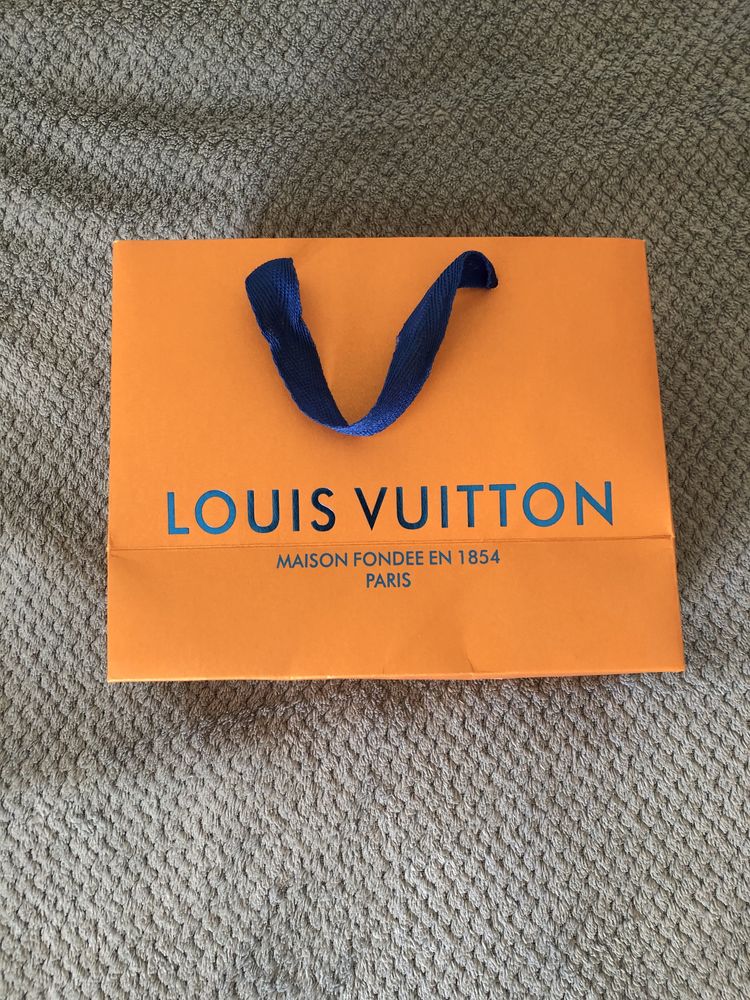 LOUIS VUITTON
MAISON FONDEE EN 1854
PARIS